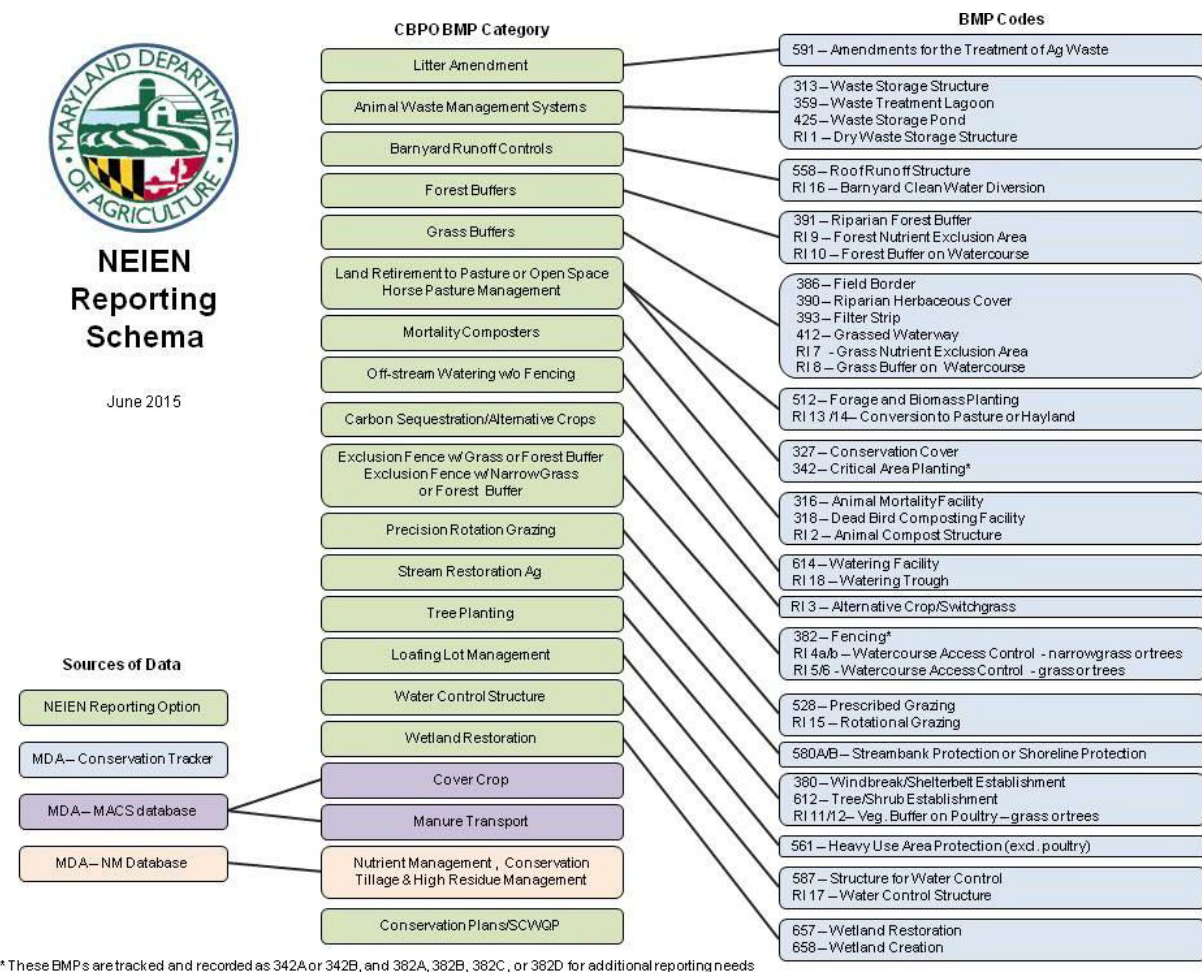 MARYLAND DEPARTMENT
OF AGRICULTURE
NEIEN
Reporting
Schema
June 2015
Sources of Data
NEIEN Reporting Option
MDA – Conservation Tracker
MDA – MACS database
MDA – NM Database
CBPO BMP Category
Litter Amendment
Animal Waste Management Systems
Barnyard Runoff Controls
Forest Buffers
Grass Buffers
Land Retirement to Pasture or Open Space
Horse Pasture Management
Mortality Composters
Off-stream Watering w/o Fencing
Carbon Sequestration/Alternative Crops
Exclusion Fence w/Grass or Forest Buffer
Exclusion Fence w/Narrow Grass
or Forest Buffer
Precision Rotation Grazing
Stream Restoration Ag
Tree Planting
Loafing Lot Management
Water Control Structure
Wetland Restoration
Cover Crop
Manure Transport
Nutrient Management , Conservation
Tillage & High Residue Management
Conservation Plans/SCWQP
BMP Codes
591 – Amendments for the Treatment of Ag Waste
313 – Waste Storage Structure
359 – Waste Treatment Lagoon
425 – Waste Storage Pond
RI 1 – Dry Waste Storage Structure
558 – Roof Runoff Structure
RI 16 – Barnyard Clean Water Diversion
391 – Riparian Forest Buffer
RI 9 – Forest Nutrient Exclusion Area
RI 10 – Forest Buffer on Watercourse
386 – Field Border
390 – Riparian Herbaceous Cover
393 – Filter Strip
412 – Grassed Waterway
RI 7 - Grass Nutrient Exclusion Area
RI 8 – Grass Buffer on Watercourse
512 – Forage and Biomass Planting
RI 13 /14 – Conversion to Pasture or Hayland
327 – Conservation Cover
342 – Critical Area Planting*
316 – Animal Mortality Facility
318 – Dead Bird Composting Facility
RI 2 – Animal Compost Structure
614 – Watering Facility
RI 18 – Watering Trough
RI 3 – Alternative Crop/Switchgrass
382 – Fencing*
RI 4a/b – Watercourse Access Control - narrow grass or trees
RI 5/6 - Watercourse Access Control - grass or trees
528 – Prescribed Grazing
RI 15 – Rotational Grazing
580A/B – Streambank Protection or Shoreline Protection
380 – Windbreak/Shelterbelt Establishment
612 – Tree/Shrub Establishment
RI 11/12 – Veg. Buffer on Poultry – grass or trees
561 – Heavy Use Area Protection (excl. poultry)
587 – Structure for Water Control
RI 17 – Water Control Structure
657 – Wetland Restoration
658 – Wetland Creation
* These BMPs are tracked and recorded as 342A or 342B, and 382A, 382B, 382C, or 382D for additional reporting needs